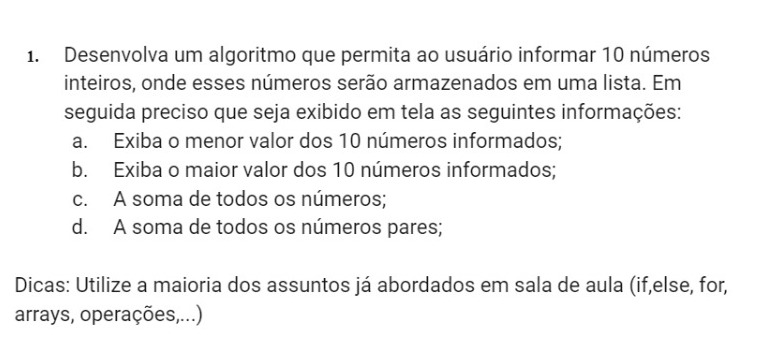 1. Desenvolva um algoritmo que permita ao usuário informar 10 números
inteiros, onde esses números serão armazenados em uma lista. Em
seguida preciso que seja exibido em tela as seguintes informações:
a. Exiba o menor valor dos 10 números informados;
b. Exiba o maior valor dos 10 números informados;
c. A soma de todos os números;
d. A soma de todos os números pares;
Dicas: Utilize a maioria dos assuntos já abordados em sala de aula (if,else, for,
arrays, operações,...)